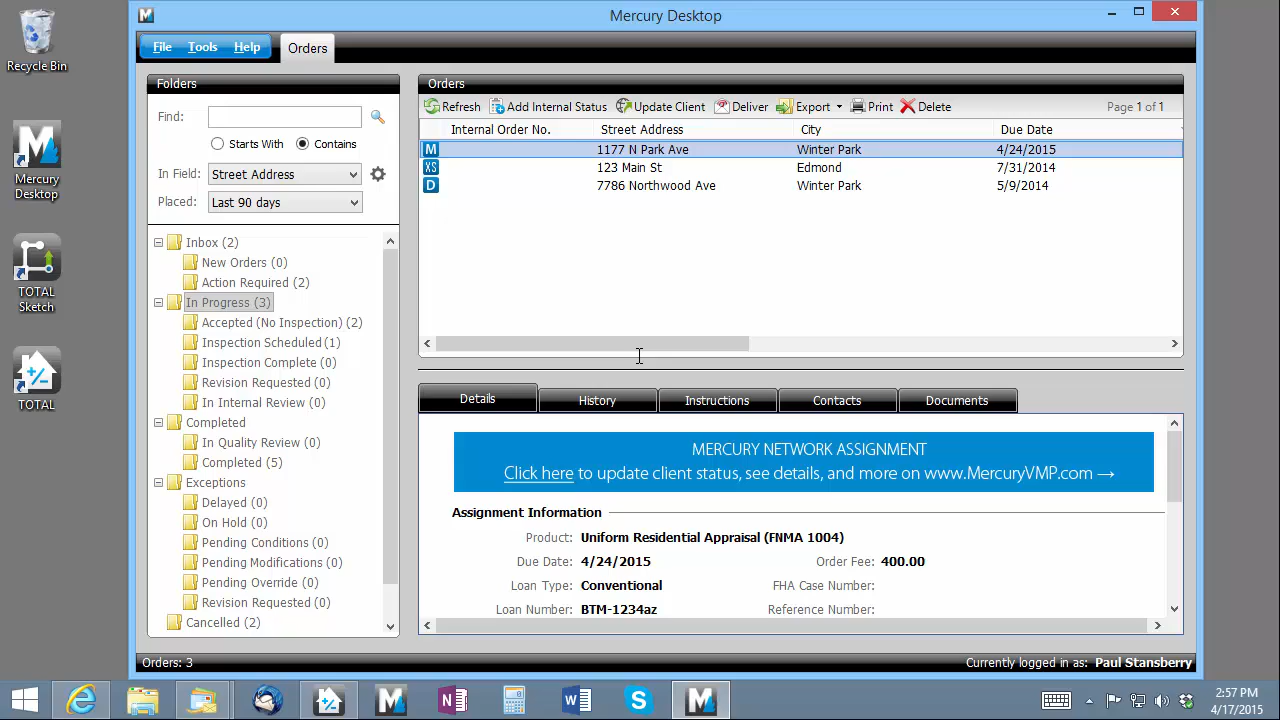 Recycle Bin
Mercury
Desktop
TOTAL
Sketch
TOTAL
Mercury Desktop
File Tools Help Orders
Folders
Find:
Starts With Contains
In Field: Street Address
Placed: Last 90 days
Inbox (2)
New Orders (0)
Action Required (2)
In Progress (3)
Accepted (No Inspection) (2)
Inspection Scheduled (1)
Inspection Complete (0)
Revision Requested (0)
In Internal Review (0)
Completed
In Quality Review (0)
Completed (5)
Exceptions
Delayed (0)
On Hold (0)
Pending Conditions (0)
Pending Modifications (0)
Pending Override (0)
Revision Requested (0)
Cancelled (2)
Orders
Refresh Add Internal Status Update Client Deliver Export Print Delete Page 1 of 1
Internal Order No. Street Address City Due Date
M 1177 N Park Ave Winter Park 4/24/2015
XS 123 Main St Edmond 7/31/2014
D 7786 Northwood Ave Winter Park 5/9/2014
Details History Instructions Contacts Documents
MERCURY NETWORK ASSIGNMENT
Click here to update client status, see details, and more on www.MercuryVMP.com →
Assignment Information
Product: Uniform Residential Appraisal (FNMA 1004)
Due Date: 4/24/2015 Order Fee: 400.00
Loan Type: Conventional FHA Case Number:
Loan Number: BTM-1234az Reference Number:
Orders: 3 Currently logged in as: Paul Stansberry
2:57 PM
4/17/2015